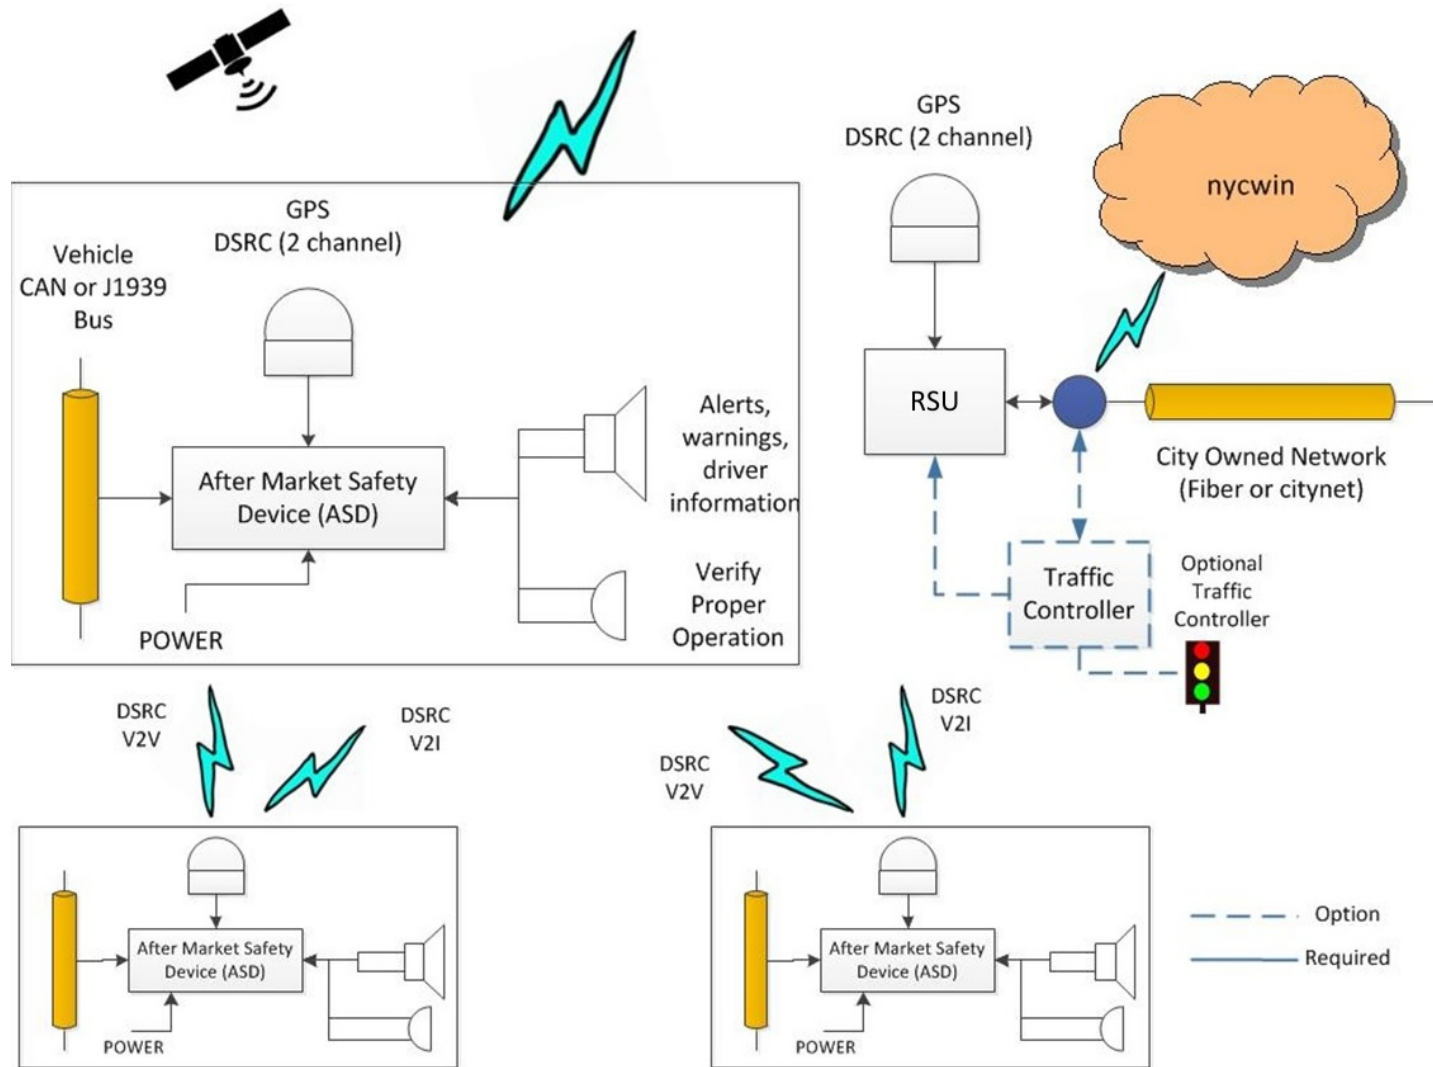 GPS
DSRC (2 channel)
nycwin
GPS
DSRC (2 channel)
Vehicle
CAN or J1939
Bus
After Market Safety
Device (ASD)
Alerts,
warnings,
driver
information
Verify
Proper
Operation
POWER
RSU
City Owned Network
(Fiber or citynet)
Traffic
Controller
Optional
Traffic
Controller
DSRC
V2V
DSRC
V2I
DSRC
V2V
DSRC
V2I
After Market Safety
Device (ASD)
POWER
After Market Safety
Device (ASD)
POWER
Option
Required